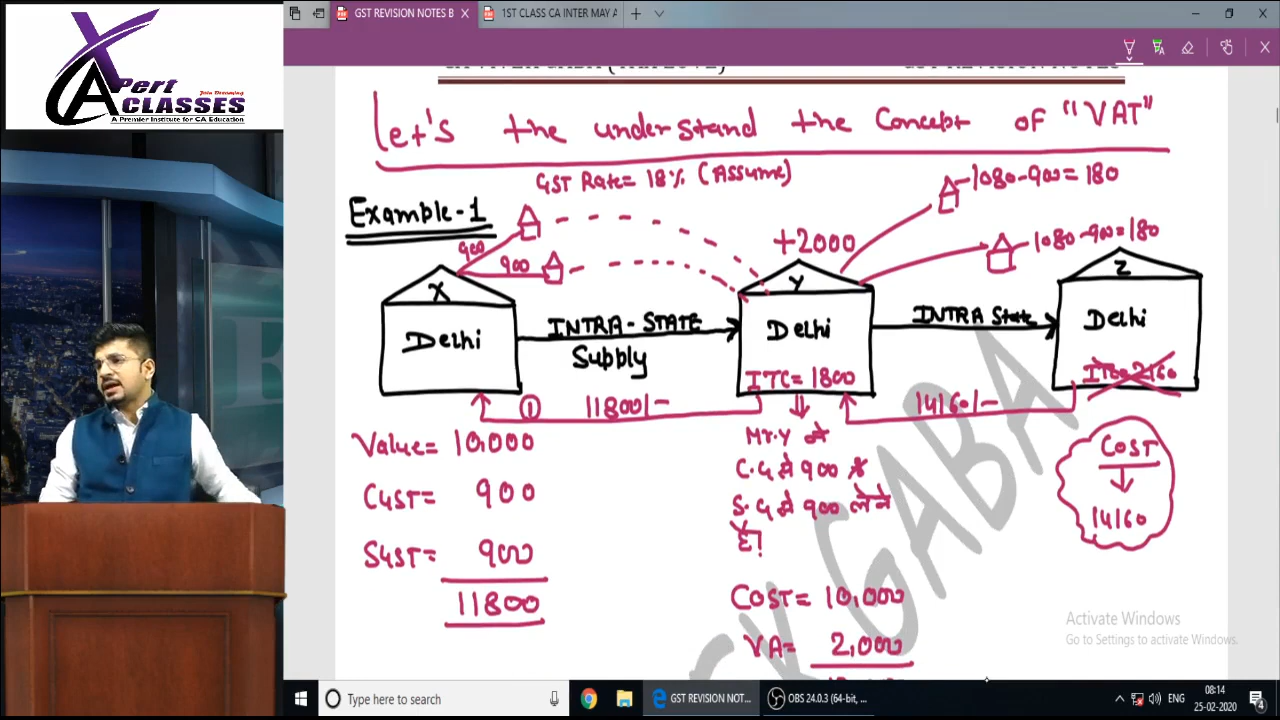 GST REVISION NOTES B
1ST CLASS CA INTER MAY A
Xpert
Join Dreaming
CA CLASSES
A Premier Institute for CA Education
Let's the understand the Concept of "VAT"
GST Rate= 18% (Assume)
1080-900=180
Example-1
900
900
+2000
1080-900=180
X
Y
Z
Delhi
INTRA-STATE
Supply
Delhi
INTRA State
Delhi
ITC= 1800
ITC=2160
① 11800/-
14160/-
Value= 10,000
CGST= 900
SGST= 900
11800
Mr.Y को
C.G से 900 ₹
S.G से 900 लेने
है!
COST
14160
COST= 10,000
VA= 2,000
GABA
Activate Windows
Go to Settings to activate Windows.
Type here to search
GST REVISION NOT...
OBS 24.0.3 (64-bit, ...
ENG
08:14
25-02-2020
4